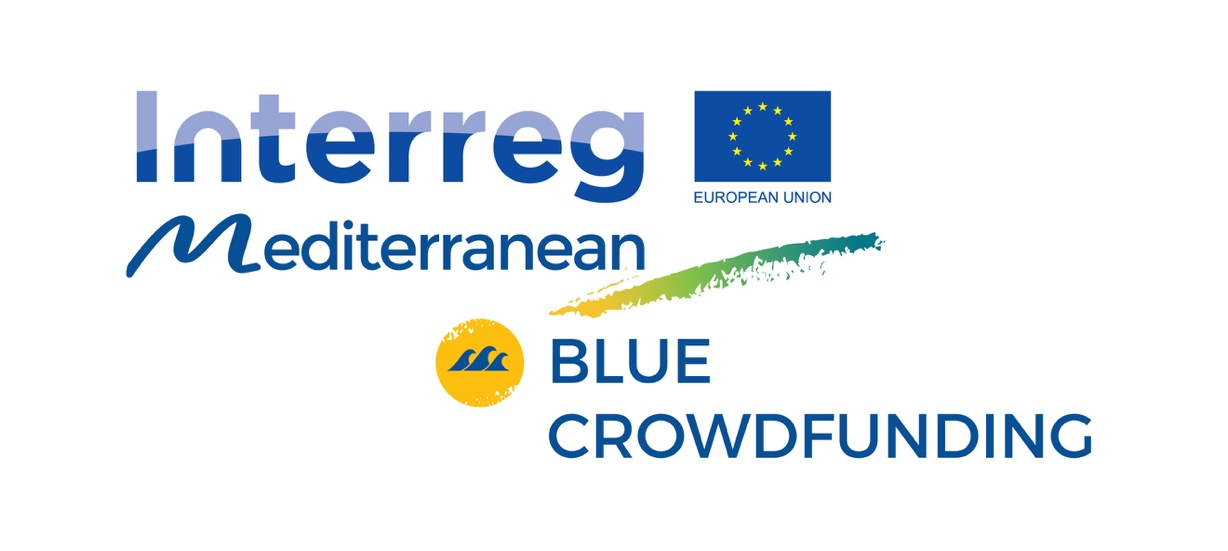 Interreg
EUROPEAN UNION
Mediterranean
BLUE
CROWDFUNDING